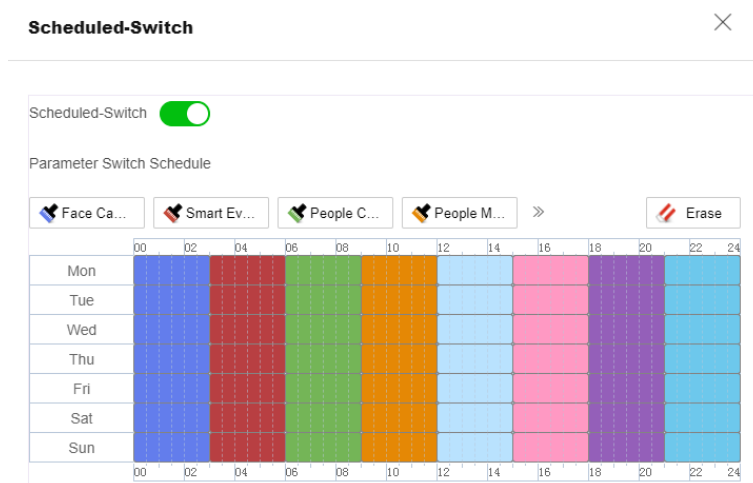 Scheduled-Switch
Scheduled-Switch
Parameter Switch Schedule
Face Ca... Smart Ev... People C... People M... Erase
00 02 04 06 08 10 12 14 16 18 20 22 24
Mon
Tue
Wed
Thu
Fri
Sat
Sun
00 02 04 06 08 10 12 14 16 18 20 22 24